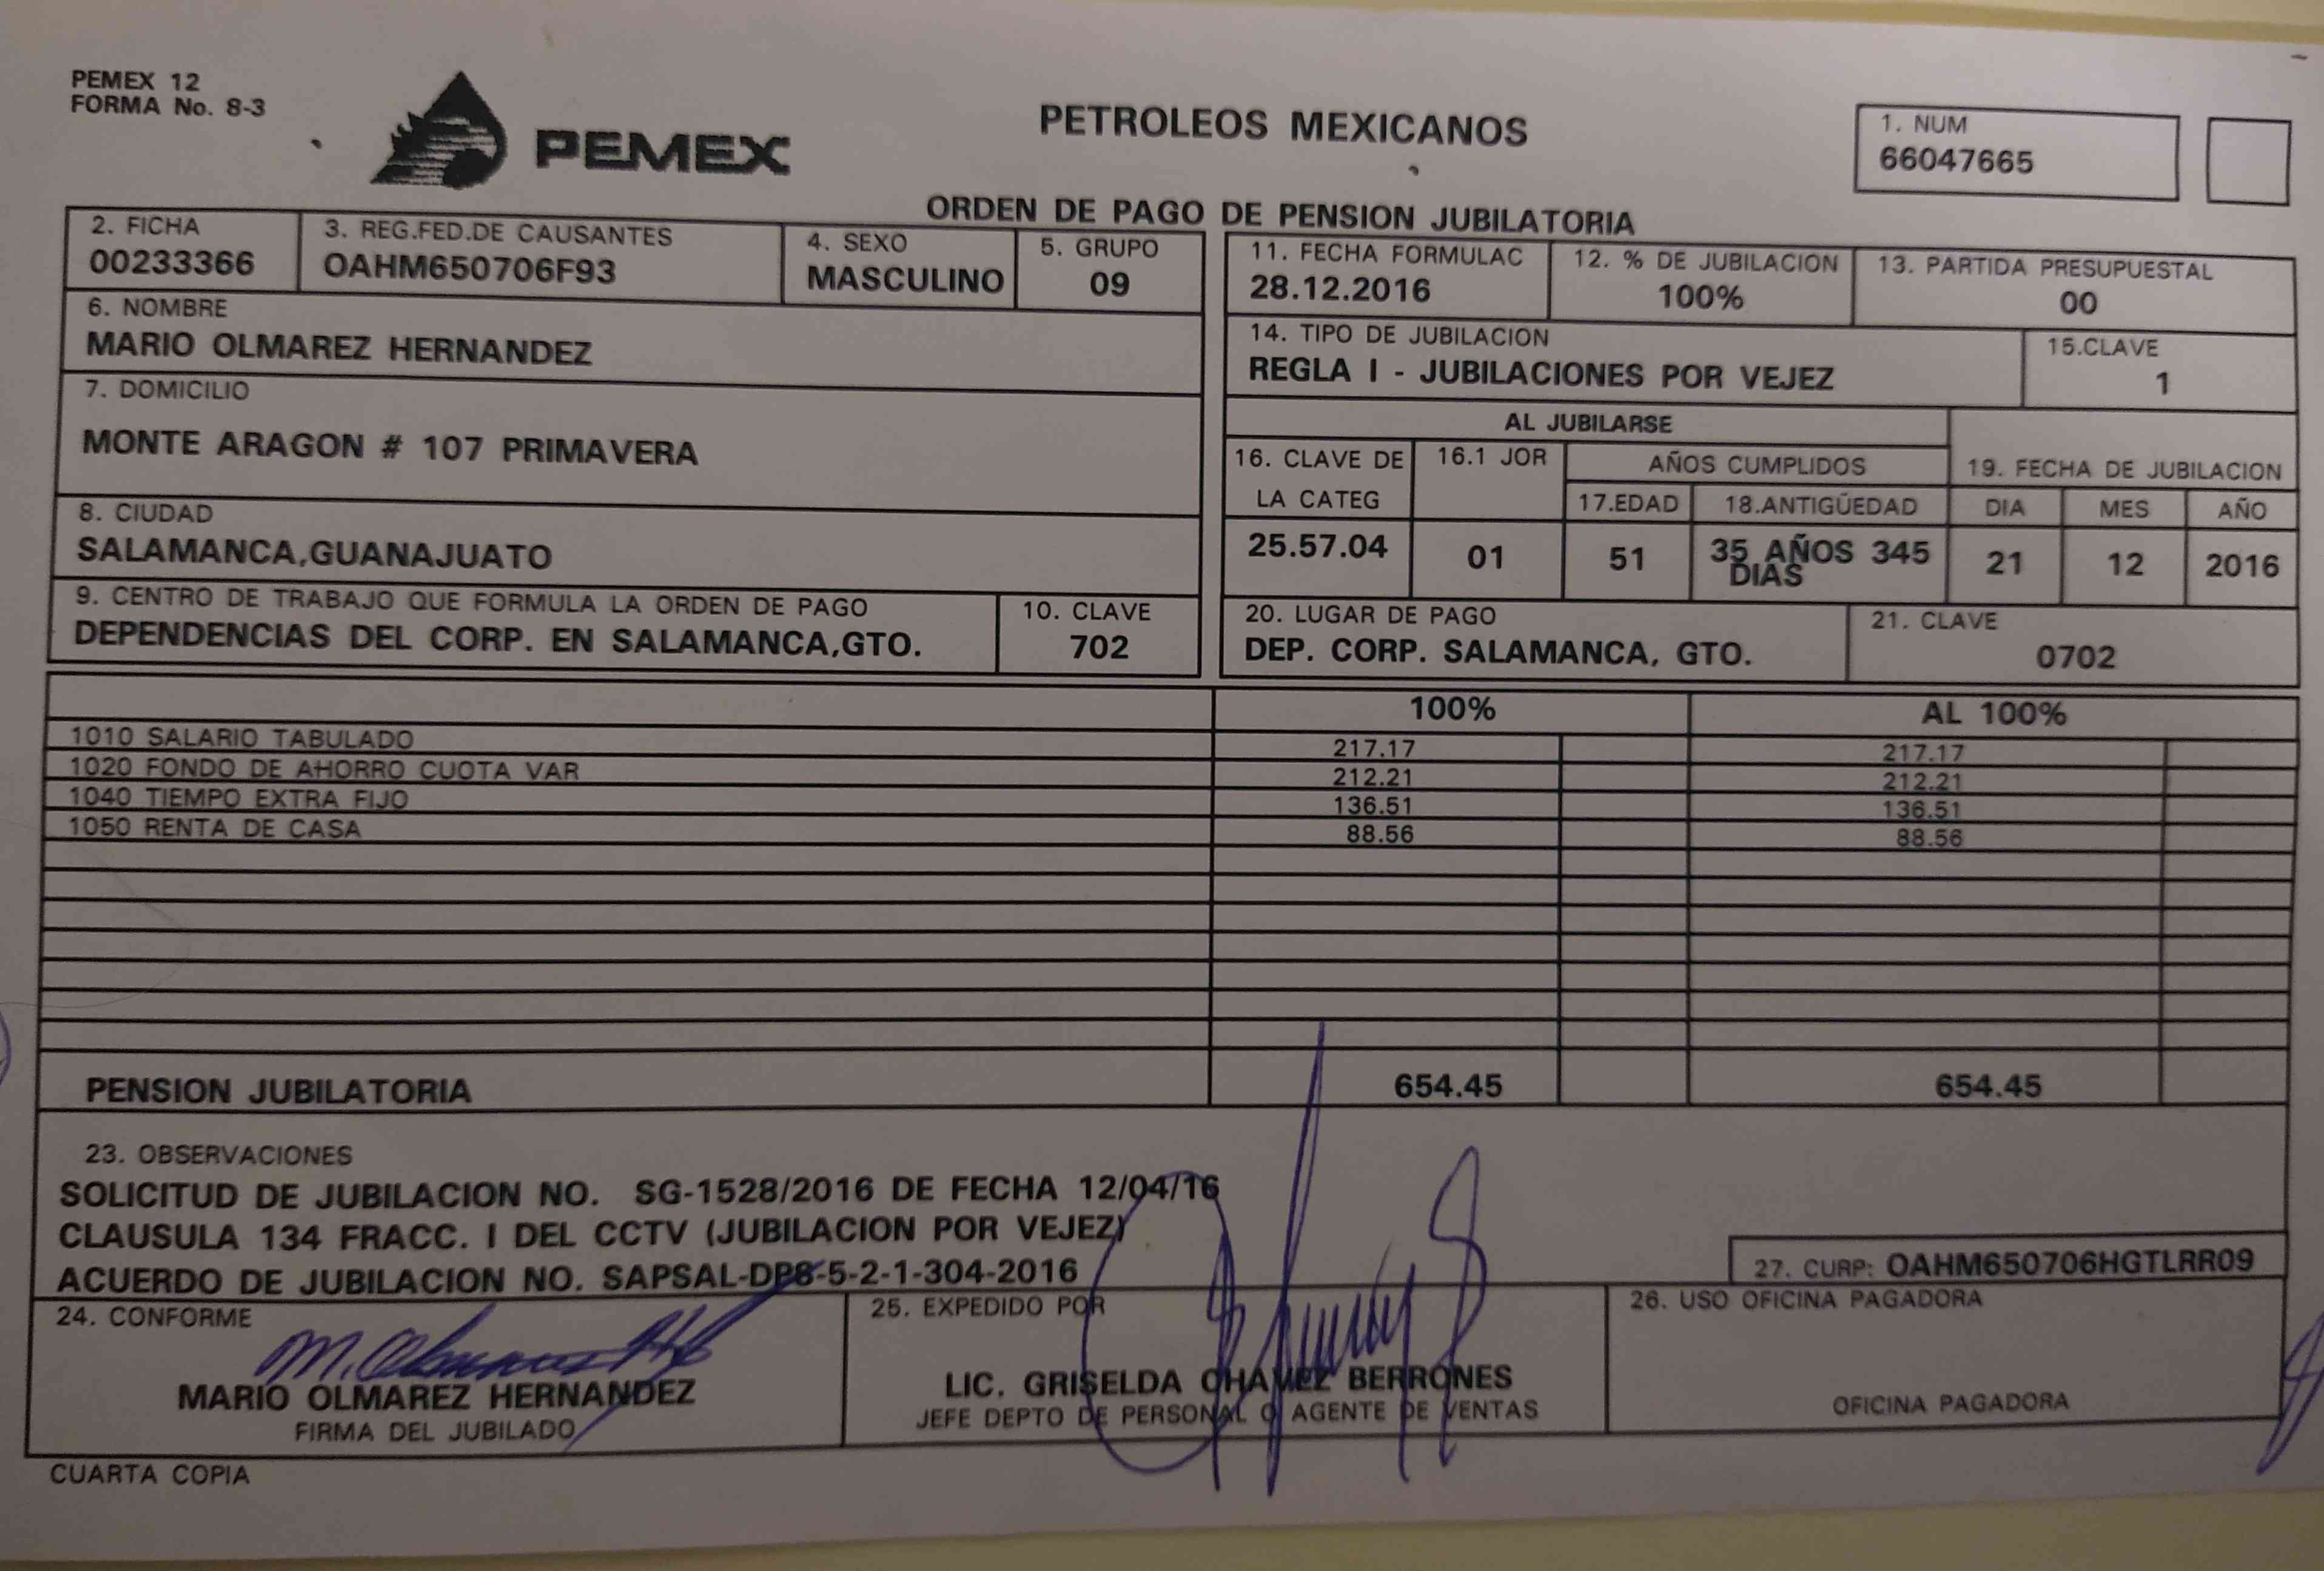 PEMEX 12
FORMA No. 8-3
PEMEX
PETROLEOS MEXICANOS
1. NUM
66047665
ORDEN DE PAGO DE PENSION JUBILATORIA
2. FICHA
00233366
3. REG.FED.DE CAUSANTES
OAHM650706F93
4. SEXO
MASCULINO
5. GRUPO
09
6. NOMBRE
MARIO OLMAREZ HERNANDEZ
7. DOMICILIO
MONTE ARAGON # 107 PRIMAVERA
8. CIUDAD
SALAMANCA,GUANAJUATO
9. CENTRO DE TRABAJO QUE FORMULA LA ORDEN DE PAGO
DEPENDENCIAS DEL CORP. EN SALAMANCA,GTO.
10. CLAVE
702
11. FECHA FORMULAC
28.12.2016
12. % DE JUBILACION
100%
13. PARTIDA PRESUPUESTAL
00
14. TIPO DE JUBILACION
REGLA I - JUBILACIONES POR VEJEZ
15.CLAVE
1
AL JUBILARSE
16. CLAVE DE
LA CATEG
25.57.04
16.1 JOR
01
AÑOS CUMPLIDOS
17.EDAD
51
18.ANTIGÜEDAD
35 AÑOS 345
DIAS
19. FECHA DE JUBILACION
DIA MES AÑO
21 12 2016
20. LUGAR DE PAGO
DEP. CORP. SALAMANCA, GTO.
21. CLAVE
0702
100% AL 100%
1010 SALARIO TABULADO 217.17 217.17
1020 FONDO DE AHORRO CUOTA VAR 212.21 212.21
1040 TIEMPO EXTRA FIJO 136.51 136.51
1050 RENTA DE CASA 88.56 88.56
PENSION JUBILATORIA 654.45 654.45
23. OBSERVACIONES
SOLICITUD DE JUBILACION NO. SG-1528/2016 DE FECHA 12/04/16
CLAUSULA 134 FRACC. I DEL CCTV (JUBILACION POR VEJEZ)
ACUERDO DE JUBILACION NO. SAPSAL-DPS-5-2-1-304-2016
27. CURP: OAHM650706HGTLRR09
24. CONFORME
MARIO OLMAREZ HERNANDEZ
FIRMA DEL JUBILADO
25. EXPEDIDO POR
LIC. GRISELDA CHAVEZ BERRONES
JEFE DEPTO DE PERSONAL O AGENTE DE VENTAS
26. USO OFICINA PAGADORA
OFICINA PAGADORA
CUARTA COPIA